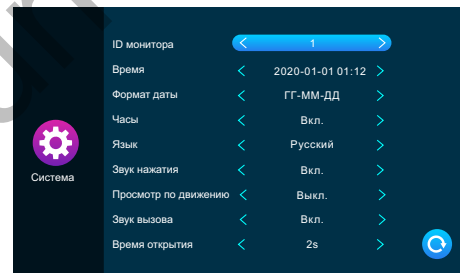 ID монитора 1
Время 2020-01-01 01:12
Формат даты ГГ-ММ-ДД
Часы Вкл.
Язык Русский
Звук нажатия Вкл.
Просмотр по движению Выкл.
Звук вызова Вкл.
Время открытия 2s
Система